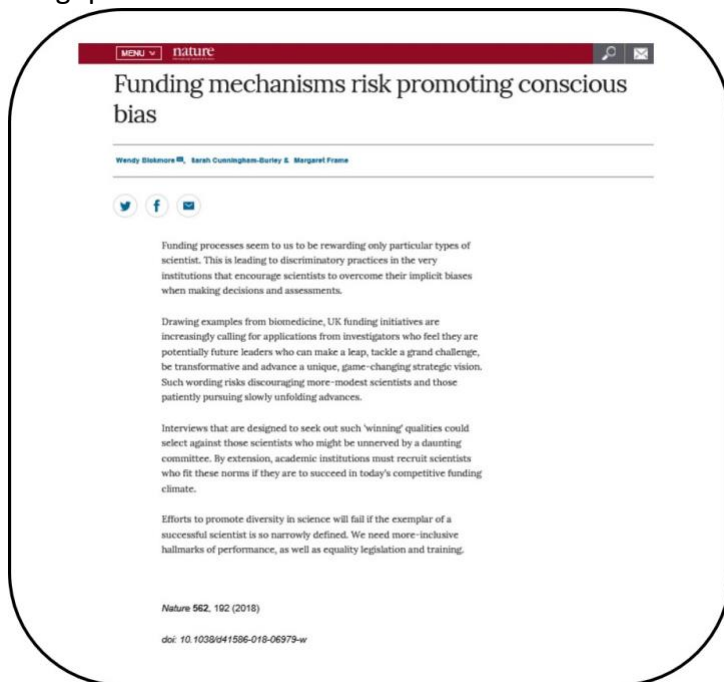 MENU nature
Funding mechanisms risk promoting conscious
bias
Wendy , Sarah Cunningham-Burley & Margaret Frame
Funding processes seem to us to be rewarding only particular types of
scientist. This is leading to discriminatory practices in the very
institutions that encourage scientists to overcome their implicit biases
when making decisions and assessments.
Drawing examples from biomedicine, UK funding initiatives are
increasingly calling for applications from investigators who feel they are
potentially future leaders who can make a leap, tackle a grand challenge,
be transformative and advance a unique, game-changing strategic vision.
Such wording risks discouraging more-modest scientists and those
patiently pursuing slowly unfolding advances.
Interviews that are designed to seek out such 'winning' qualities could
select against those scientists who might be unnerved by a daunting
committee. By extension, academic institutions must recruit scientists
who fit these norms if they are to succeed in today's competitive funding
climate.
Efforts to promote diversity in science will fail if the exemplar of a
successful scientist is so narrowly defined. We need more-inclusive
hallmarks of performance, as well as equality legislation and training.
Nature 562, 192 (2018)
doi: 10.1038/d41586-018-06979-w